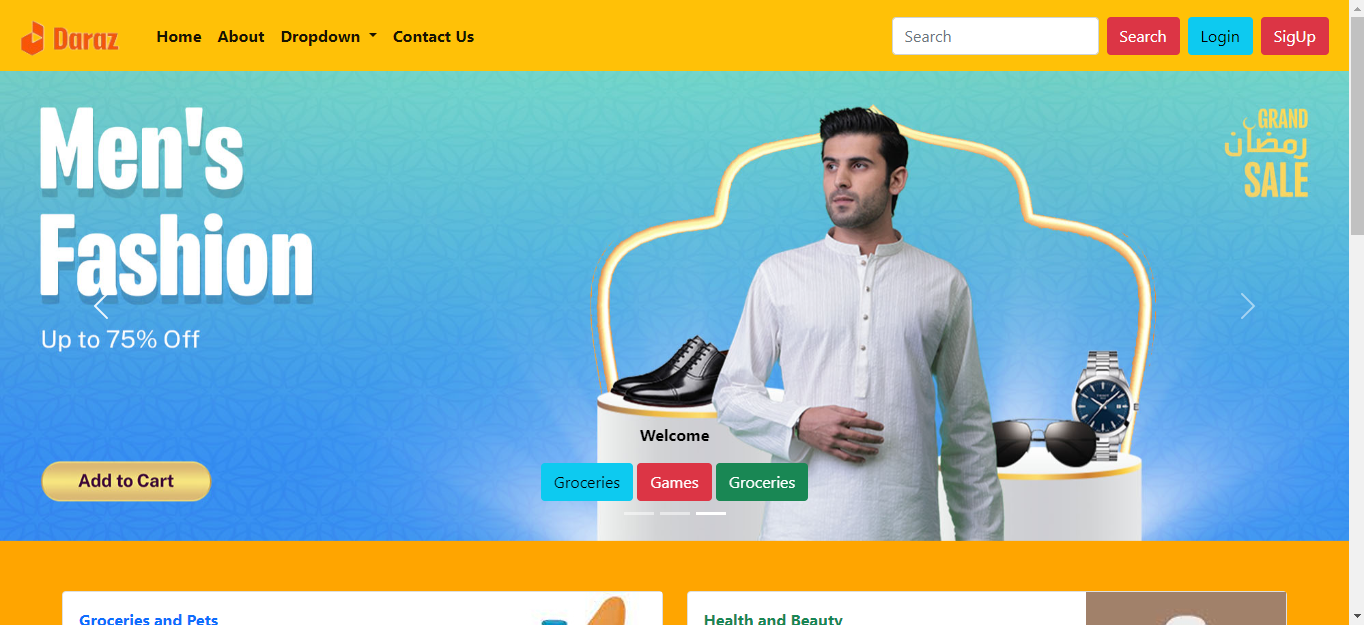 Daraz
Home About Dropdown Contact Us
Search
Search
Login
SigUp
Men's
Fashion
Up to 75% Off
GRAND
رمضان
SALE
Welcome
Add to Cart
Groceries
Games
Groceries
Groceries and Pets
Health and Beauty